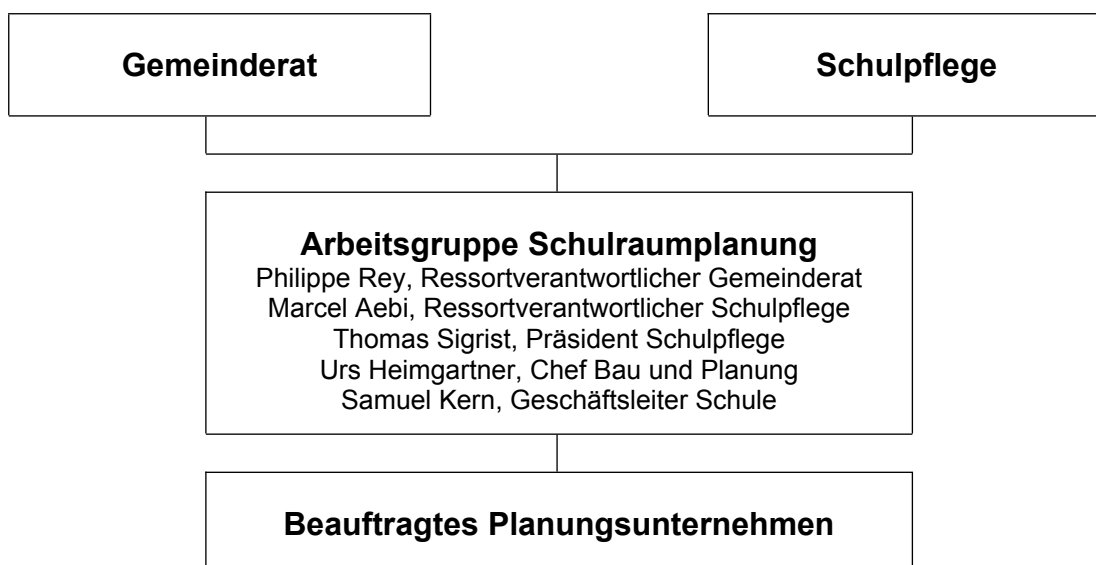 Gemeinderat
Schulpflege
Arbeitsgruppe Schulraumplanung
Philippe Rey, Ressortverantwortlicher Gemeinderat
Marcel Aebi, Ressortverantwortlicher Schulpflege
Thomas Sigrist, Präsident Schulpflege
Urs Heimgartner, Chef Bau und Planung
Samuel Kern, Geschäftsleiter Schule
Beauftragtes Planungsunternehmen